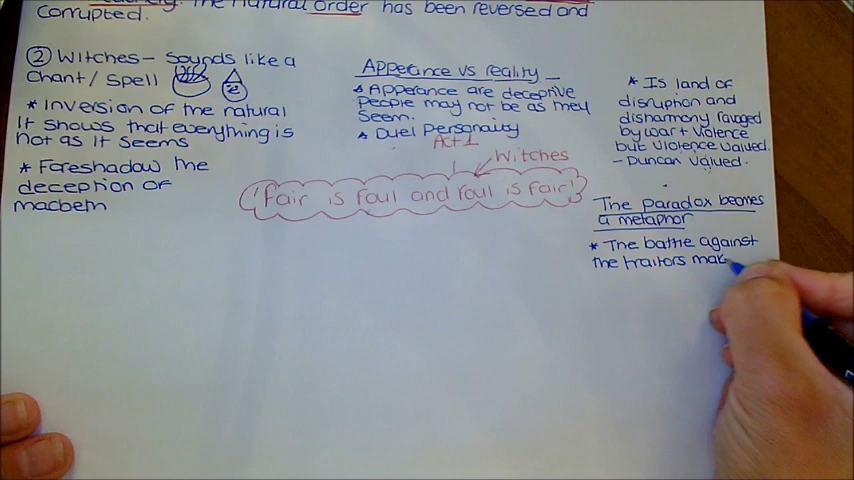 The natural order has been reversed and
corrupted.
② Witches - sounds like a
chant/spell
* Inversion of the natural
It shows that everything is
not as it seems
* Foreshadow the
deception of
macbeth
Apperance vs reality -
* Apperance are deceptive
People may not be as they
seem.
* Duel Personality
Act 1
Witches
'Fair is foul and foul is fair'
* Is land of
disruption and
disharmony ravaged
by war + violence
but violence valued.
- Duncan valued.
The paradox becomes
a metaphor
* The battle against
the traitors mak